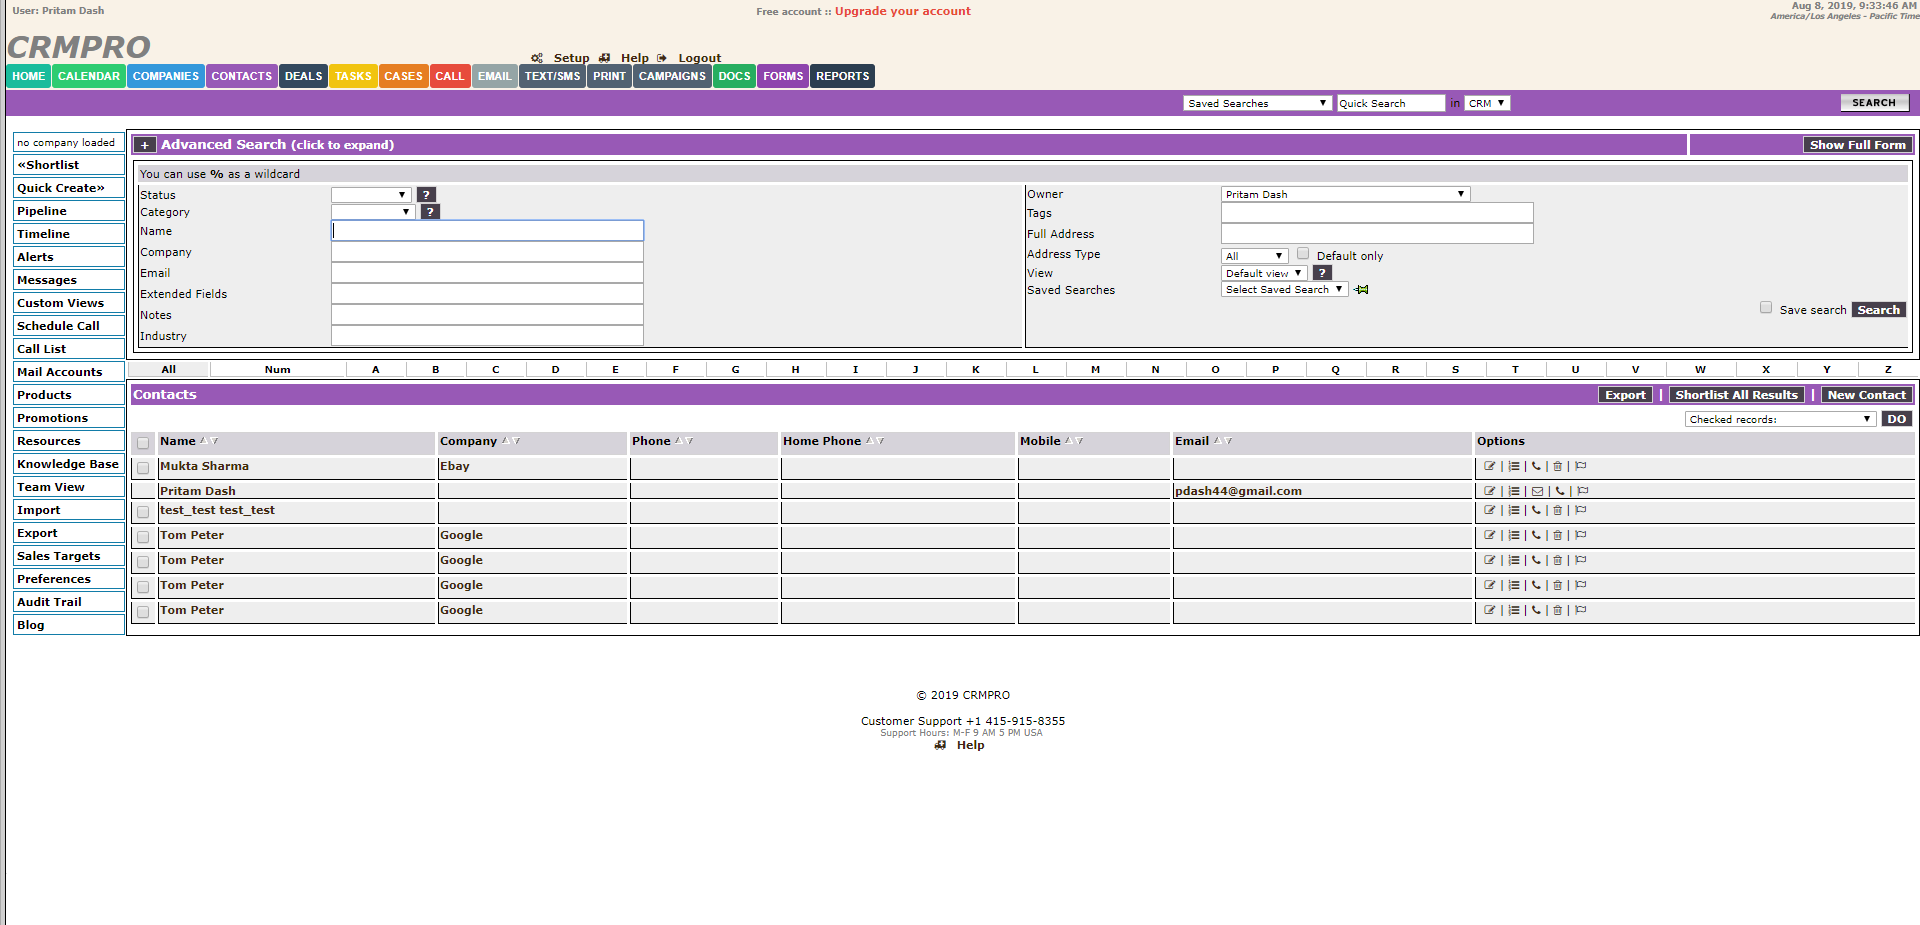 User: Pritam Dash
Free account :: Upgrade your account
Aug 8, 2019, 9:33:46 AM
America/Los Angeles - Pacific Time
CRMPRO
Setup Help Logout
HOME CALENDAR COMPANIES CONTACTS DEALS TASKS CASES CALL EMAIL TEXT/SMS PRINT CAMPAIGNS DOCS FORMS REPORTS
Saved Searches Quick Search in CRM SEARCH
no company loaded
«Shortlist
Quick Create»
Pipeline
Timeline
Alerts
Messages
Custom Views
Schedule Call
Call List
Mail Accounts
Products
Promotions
Resources
Knowledge Base
Team View
Import
Export
Sales Targets
Preferences
Audit Trail
Blog
+ Advanced Search (click to expand) Show Full Form
You can use % as a wildcard
Status ?
Category ?
Name
Company
Email
Extended Fields
Notes
Industry
Owner Pritam Dash
Tags
Full Address
Address Type All Default only
View Default view ?
Saved Searches Select Saved Search
Save search Search
All Num A B C D E F G H I J K L M N O P Q R S T U V W X Y Z
Contacts Export | Shortlist All Results | New Contact
Checked records: DO
Name Company Phone Home Phone Mobile Email Options
Mukta Sharma Ebay | | | |
Pritam Dash pdash44@gmail.com | | | |
test_test test_test | | | |
Tom Peter Google | | | |
Tom Peter Google | | | |
Tom Peter Google | | | |
Tom Peter Google | | | |
© 2019 CRMPRO
Customer Support +1 415-915-8355
Support Hours: M-F 9 AM 5 PM USA
Help